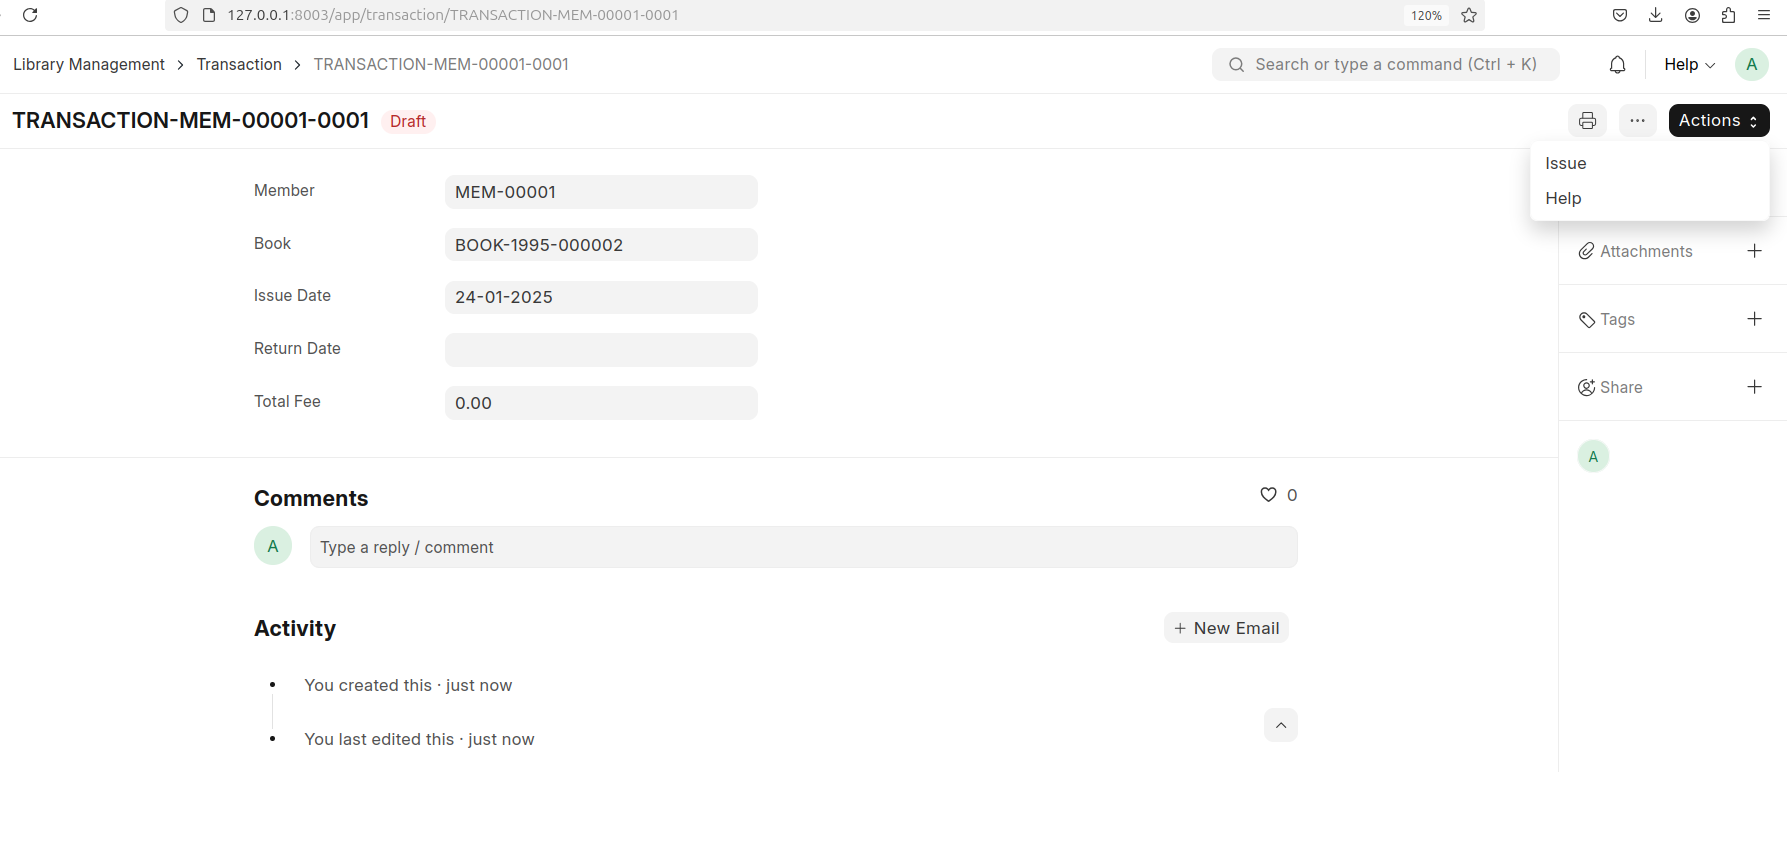 127.0.0.1:8003/app/transaction/TRANSACTION-MEM-00001-0001
120%
Library Management
Transaction
TRANSACTION-MEM-00001-0001
Search or type a command (Ctrl + K)
Help
A
TRANSACTION-MEM-00001-0001
Draft
Actions
Issue
Help
Member
MEM-00001
Book
BOOK-1995-000002
Issue Date
24-01-2025
Return Date
Total Fee
0.00
Attachments
Tags
Share
A
Comments
0
A
Type a reply / comment
Activity
New Email
You created this · just now
You last edited this · just now